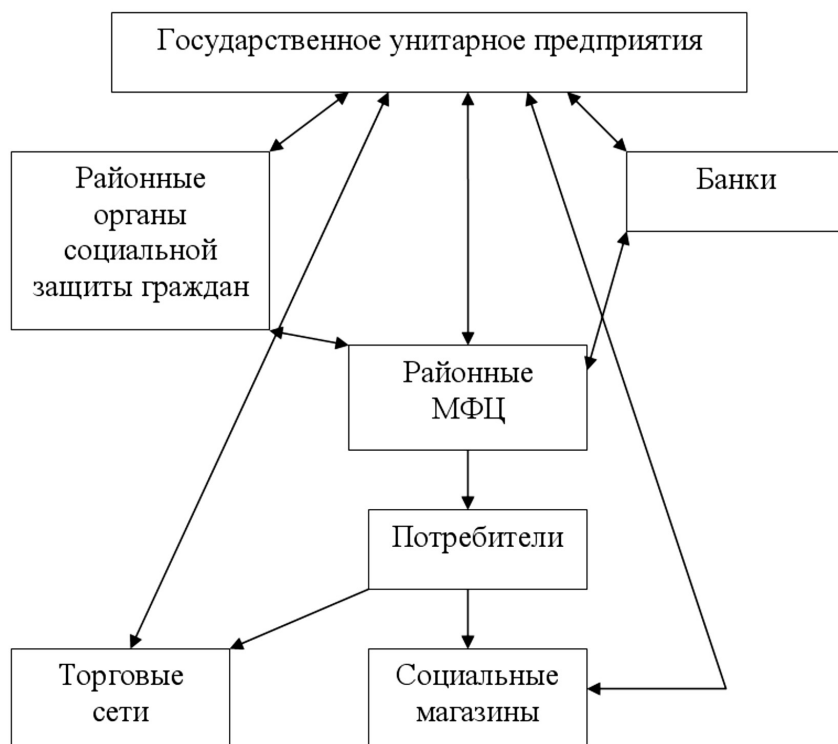 Государственное унитарное предприятия
Районные
органы
социальной
защиты граждан
Банки
Районные
МФЦ
Потребители
Торговые
сети
Социальные
магазины